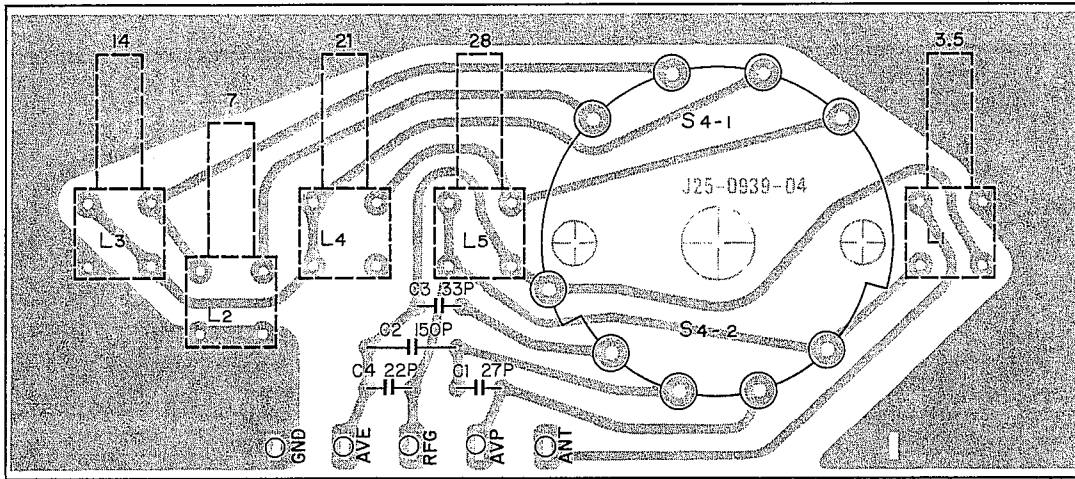 14
21
28
3.5
7
S4-1
J25-0939-04
L3
L4
L5
L1
L2
C3 33P
S4-2
C2 150P
C4 22P
C1 27P
GND
AVE
RFG
AVP
ANT